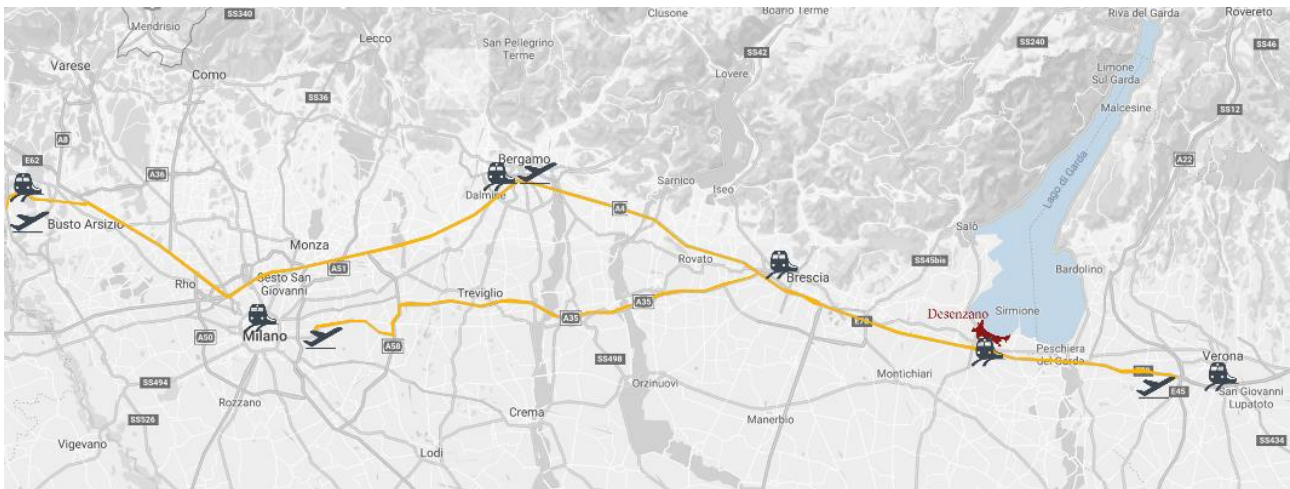 SS340
Mendrisio
Clusone
Boario Terme
Riva del Garda
Rovereto
Lecco
San Pellegrino
Terme
SS42
SS240
SS46
Varese
Como
Lovere
Limone
Sul Garda
SS36
Malcesine
SS12
A8
E62
A36
Bergamo
A22
Dalmine
Sarnico
Iseo
Lago di Garda
A4
Busto Arsizio
Salò
Monza
Rovato
SS45bis
Bardolino
A51
Sesto San
Giovanni
Brescia
Rho
Treviglio
A35
A35
Desenzano
Sirmione
E70
Milano
A50
A58
Peschiera
del Garda
Verona
SS498
Montichiari
SS494
Orzinuovi
E45
San Giovanni
Lupatoto
Rozzano
Crema
Manerbio
SS526
Vigevano
Lodi
SS434